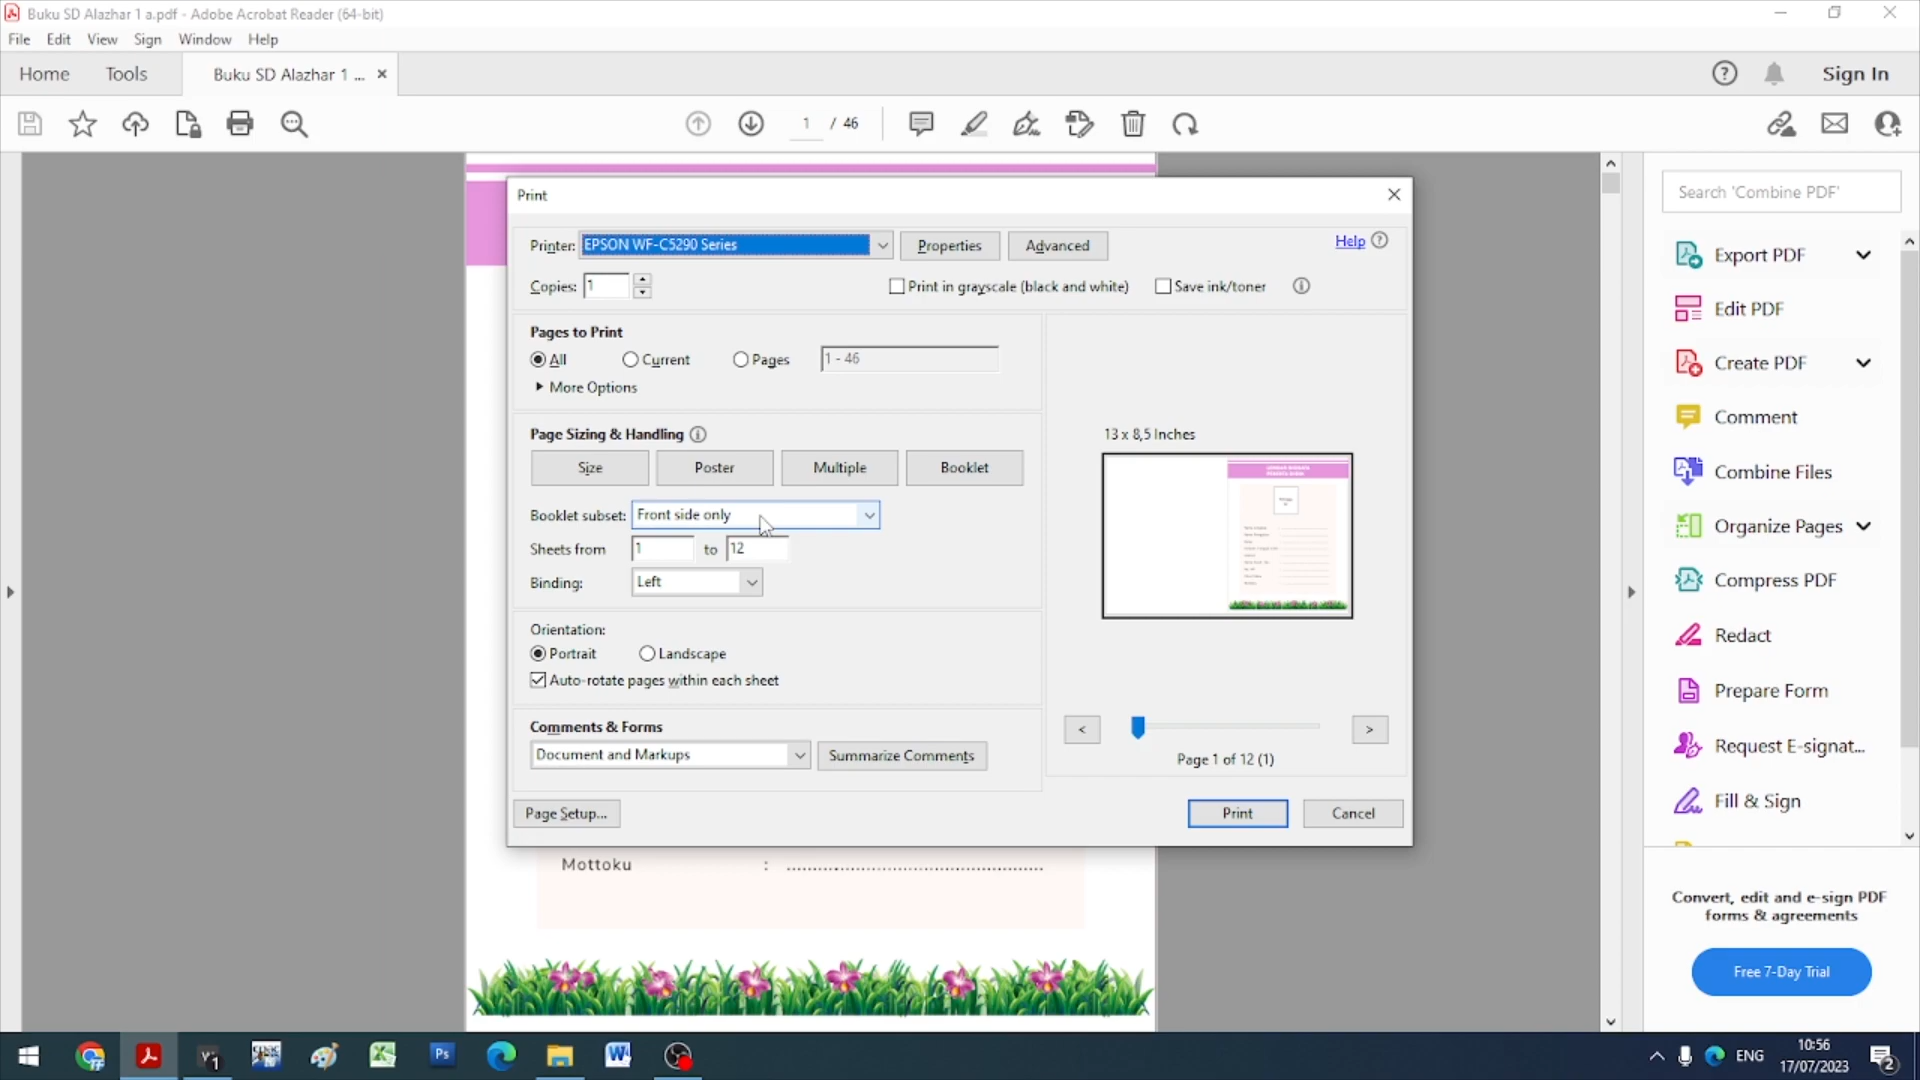 Buku SD Alazhar 1 a.pdf - Adobe Acrobat Reader (64-bit)
File Edit View Sign Window Help
Home Tools Buku SD Alazhar 1 ... ×
Sign In
1 / 46
Search 'Combine PDF'
Export PDF
Edit PDF
Create PDF
Comment
Combine Files
Organize Pages
Compress PDF
Redact
Prepare Form
Request E-signat...
Fill & Sign
Convert, edit and e-sign PDF
forms & agreements
Free 7-Day Trial
Print
Printer: EPSON WF-C5290 Series Properties Advanced Help
Copies: 1 Print in grayscale (black and white) Save ink/toner
Pages to Print
All Current Pages 1 - 46
More Options
Page Sizing & Handling
Size Poster Multiple Booklet
Booklet subset: Front side only
Sheets from 1 to 12
Binding: Left
Orientation:
Portrait Landscape
Auto-rotate pages within each sheet
Comments & Forms
Document and Markups Summarize Comments
13 x 8,5 Inches
< >
Page 1 of 12 (1)
Page Setup... Print Cancel
Mottoku : ........................................................
ENG
10:56
17/07/2023
2